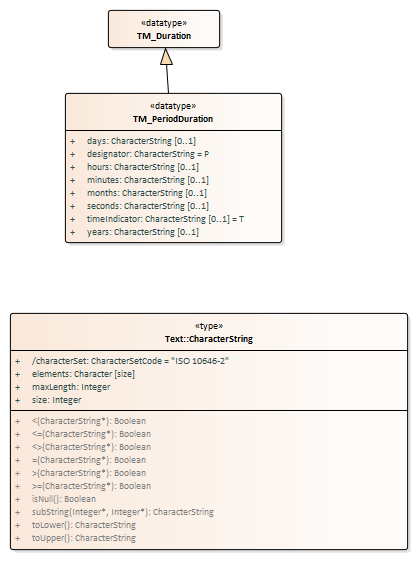 «datatype»
TM_Duration
«datatype»
TM_PeriodDuration
+ days: CharacterString [0..1]
+ designator: CharacterString = P
+ hours: CharacterString [0..1]
+ minutes: CharacterString [0..1]
+ months: CharacterString [0..1]
+ seconds: CharacterString [0..1]
+ timeIndicator: CharacterString [0..1] = T
+ years: CharacterString [0..1]
«type»
Text::CharacterString
+ /characterSet: CharacterSetCode = "ISO 10646-2"
+ elements: Character [size]
+ maxLength: Integer
+ size: Integer
+ <(CharacterString*): Boolean
+ <=(CharacterString*): Boolean
+ <>(CharacterString*): Boolean
+ =(CharacterString*): Boolean
+ >(CharacterString*): Boolean
+ >=(CharacterString*): Boolean
+ isNull(): Boolean
+ subString(Integer*, Integer*): CharacterString
+ toLower(): CharacterString
+ toUpper(): CharacterString